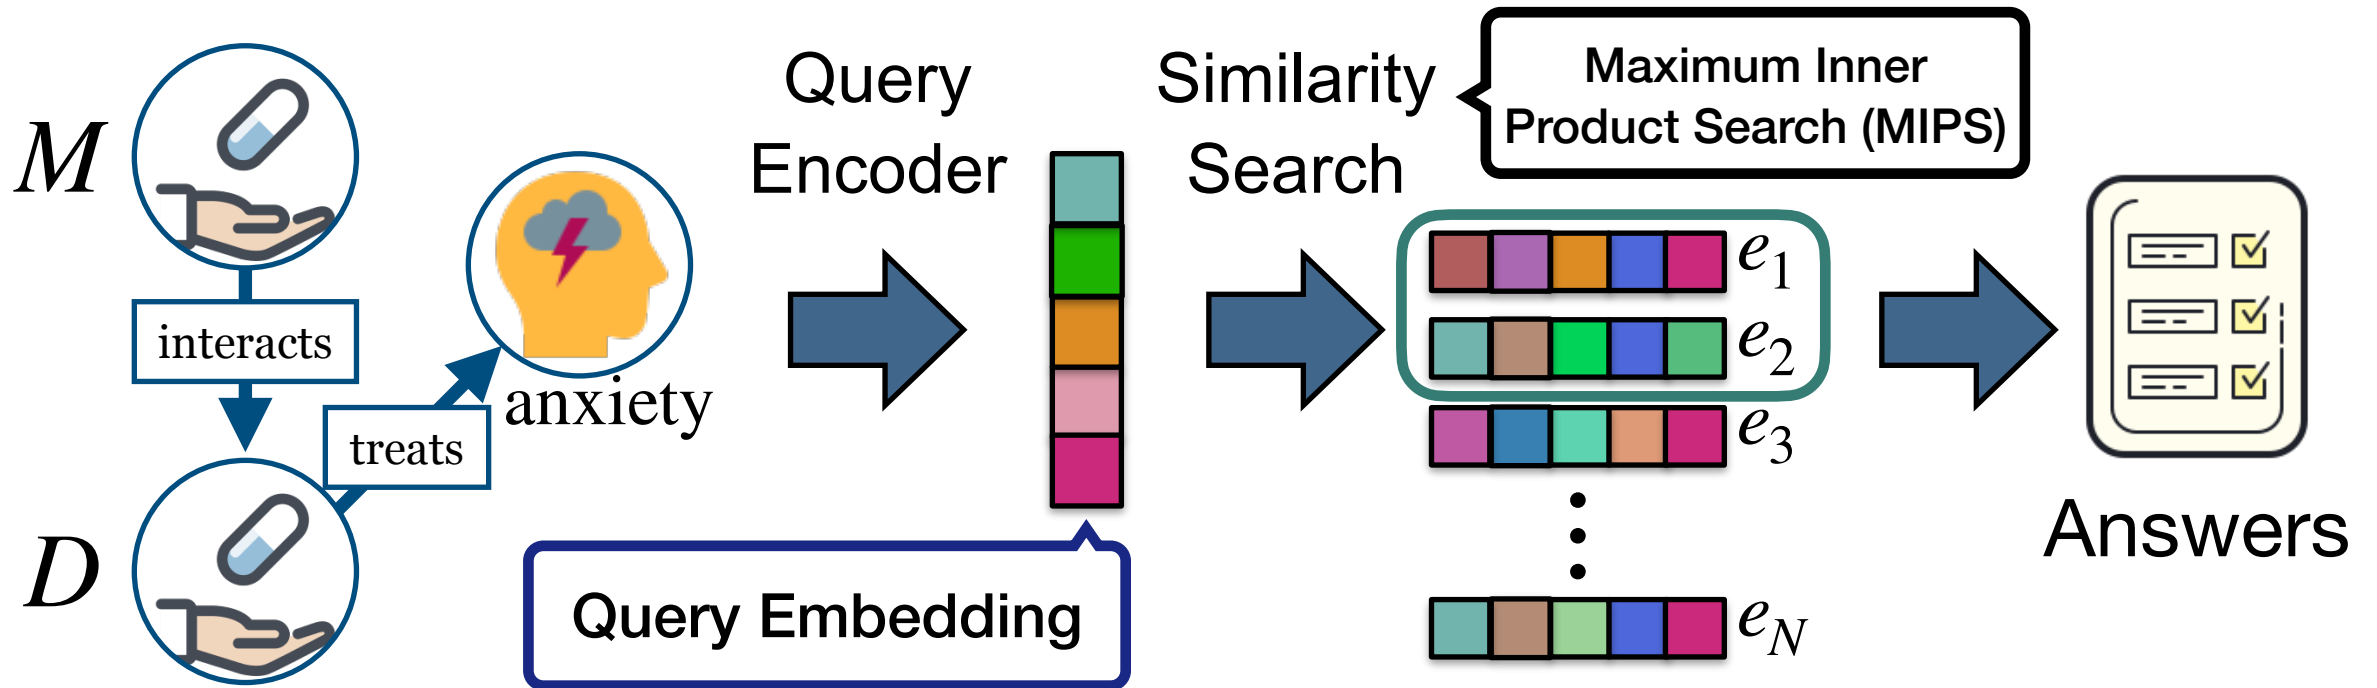 M
interacts
D
treats
anxiety
Query
Encoder
Query Embedding
Similarity
Search
Maximum Inner
Product Search (MIPS)
e1
e2
e3
eN
Answers